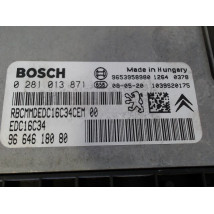 BOSCH
Made in Hungary
9653958980 1264 0378
0 281 013 871
08-05-20 1039S20175
RBCMMDEDC16C34CEM 00
EDC16C34
96 646 180 80